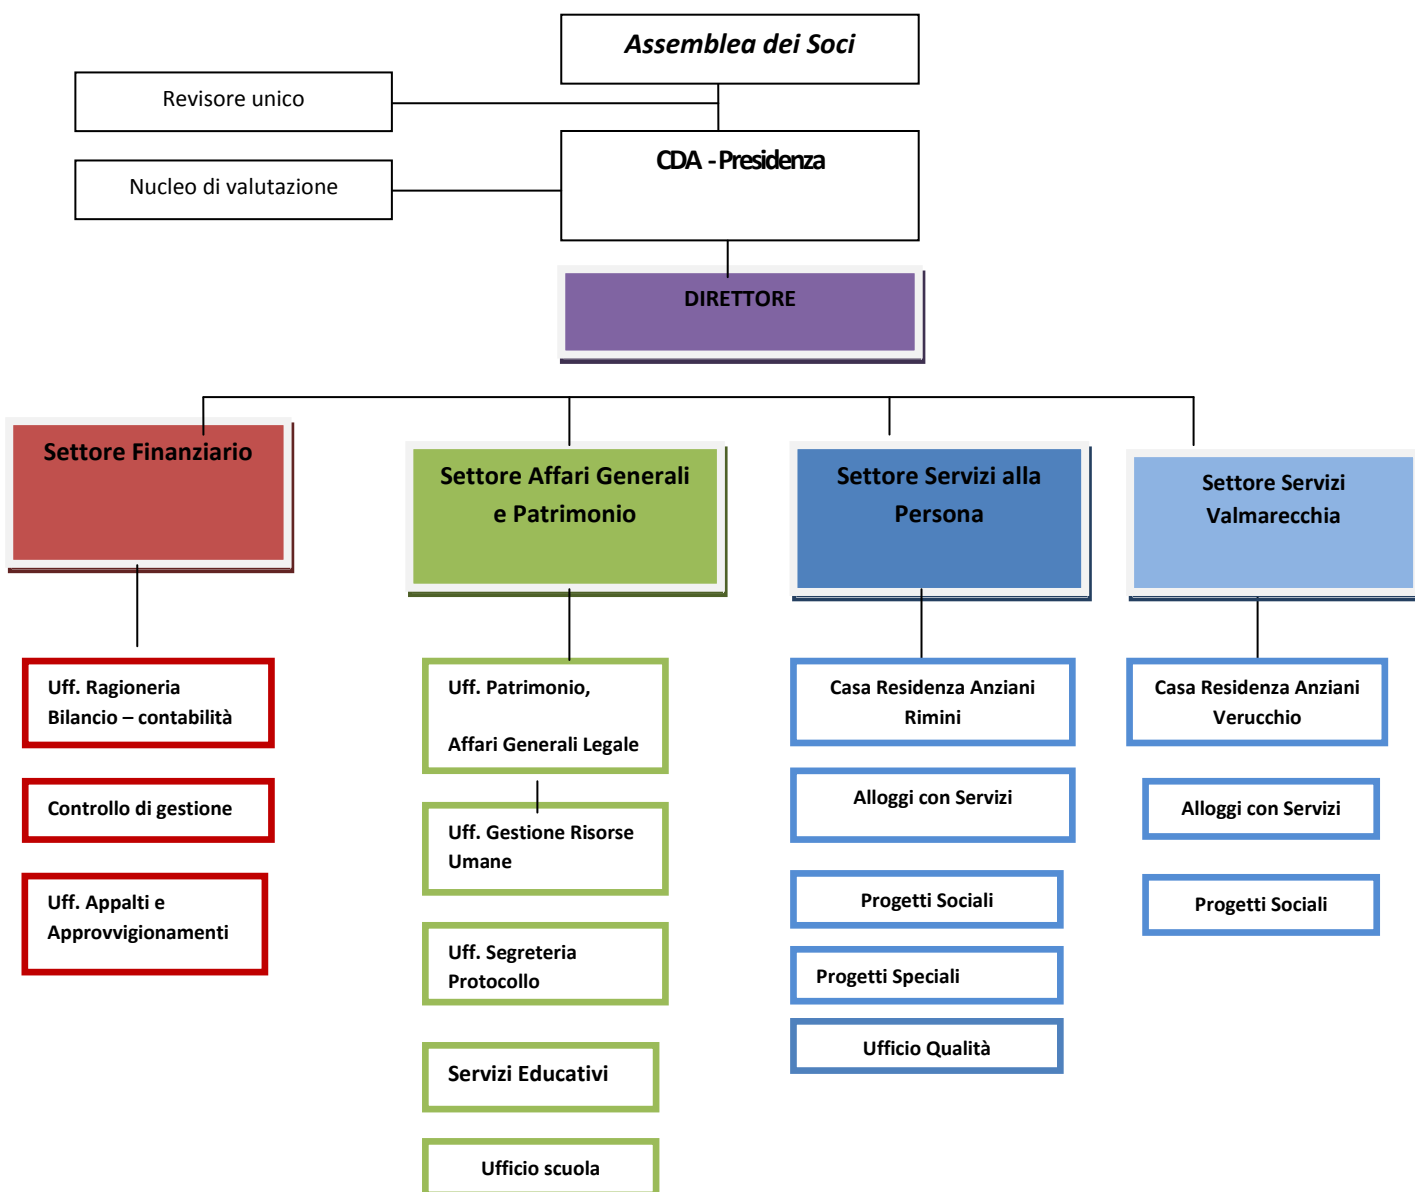 Assemblea dei Soci
Revisore unico
CDA - Presidenza
Nucleo di valutazione
DIRETTORE
Settore Finanziario
Settore Affari Generali
e Patrimonio
Settore Servizi alla
Persona
Settore Servizi
Valmarecchia
Uff. Ragioneria
Bilancio – contabilità
Controllo di gestione
Uff. Appalti e
Approvvigionamenti
Uff. Patrimonio,
Affari Generali Legale
Uff. Gestione Risorse
Umane
Uff. Segreteria
Protocollo
Servizi Educativi
Ufficio scuola
Casa Residenza Anziani
Rimini
Alloggi con Servizi
Progetti Sociali
Progetti Speciali
Ufficio Qualità
Casa Residenza Anziani
Verucchio
Alloggi con Servizi
Progetti Sociali